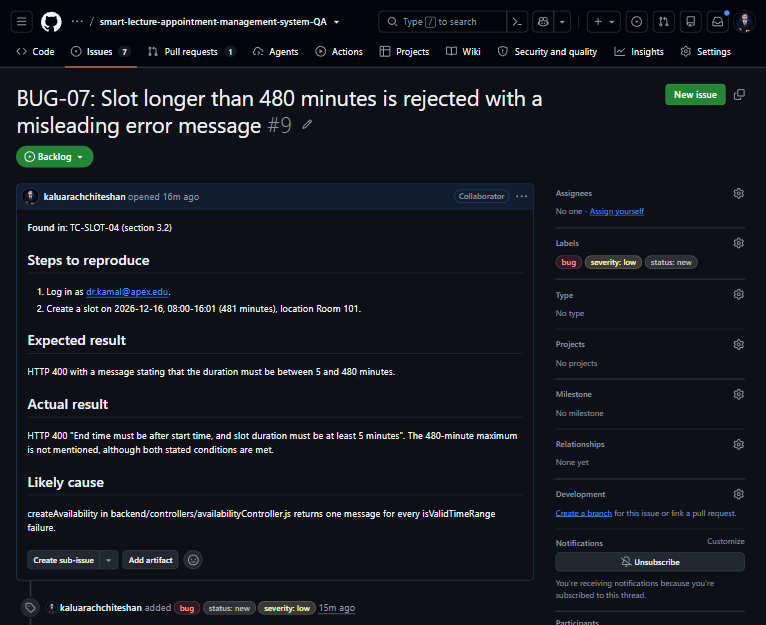 ... / smart-lecture-appointment-management-system-QA
Type / to search
Code Issues 7 Pull requests 1 Agents Actions Projects Wiki Security and quality Insights Settings
BUG-07: Slot longer than 480 minutes is rejected with a
misleading error message #9
New issue
Backlog
kaluarachchiteshan opened 16m ago
Collaborator
Found in: TC-SLOT-04 (section 3.2)
Steps to reproduce
1. Log in as dr.kamal@apex.edu.
2. Create a slot on 2026-12-16, 08:00-16:01 (481 minutes), location Room 101.
Expected result
HTTP 400 with a message stating that the duration must be between 5 and 480 minutes.
Actual result
HTTP 400 "End time must be after start time, and slot duration must be at least 5 minutes". The 480-minute maximum
is not mentioned, although both stated conditions are met.
Likely cause
createAvailability in backend/controllers/availabilityController.js returns one message for every isValidTimeRange
failure.
Create sub-issue Add artifact
kaluarachchiteshan added bug status: new severity: low 15m ago
Assignees
No one - Assign yourself
Labels
bug severity: low status: new
Type
No type
Projects
No projects
Milestone
No milestone
Relationships
None yet
Development
Create a branch for this issue or link a pull request.
Notifications Customize
Unsubscribe
You're receiving notifications because you're
subscribed to this thread.
Participants